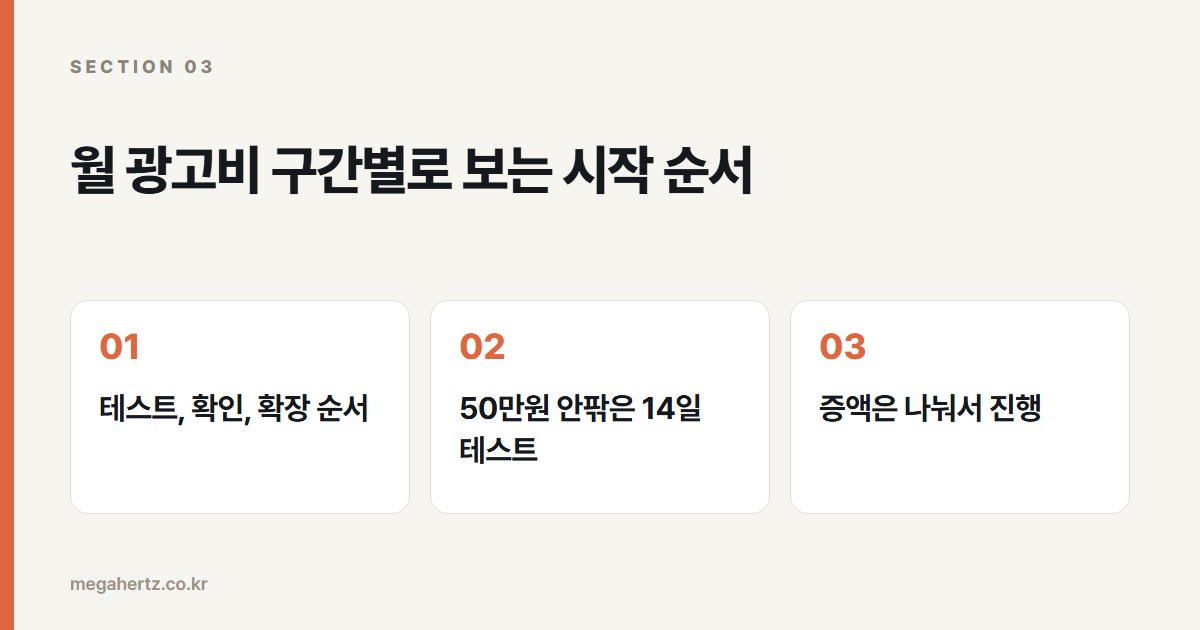 SECTION 03
월 광고비 구간별로 보는 시작 순서
01
테스트, 확인, 확장 순서
02
50만원 안팎은 14일
테스트
03
증액은 나눠서 진행
megahertz.co.kr